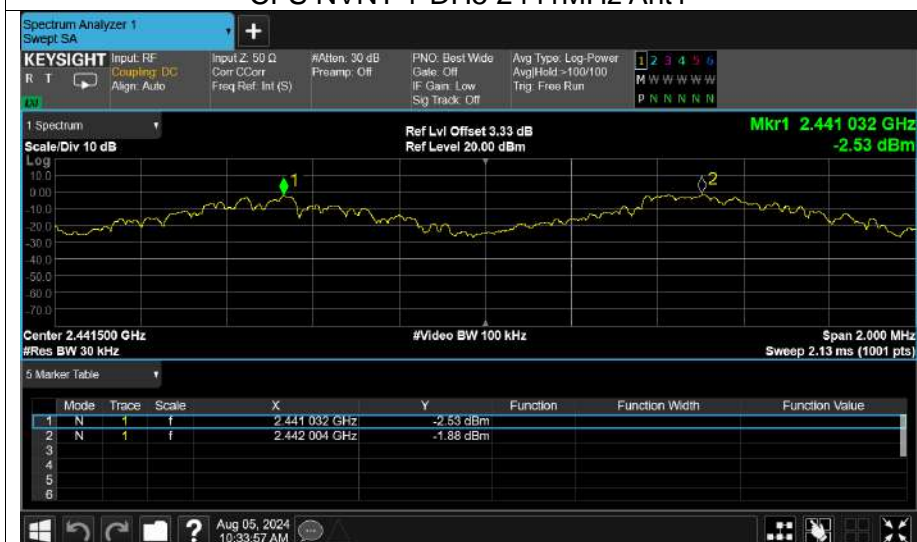 CFS NVNT 1-DH5 2441MHz Ant1
Spectrum Analyzer 1
Swept SA
+
KEYSIGHT Input: RF Input Z: 50 Ω #Atten: 30 dB PNO: Best Wide Avg Type: Log-Power 1 2 3 4 5 6
R T Coupling: DC Corr CCorr Preamp: Off Gate: Off Avg|Hold:>100/100 M W W W W W
Align: Auto Freq Ref: Int (S) IF Gain: Low Trig: Free Run
Sig Track: Off P N N N N N
1 Spectrum Ref Lvl Offset 3.33 dB Mkr1 2.441 032 GHz
Scale/Div 10 dB Ref Level 20.00 dBm -2.53 dBm
Log
10.0
0.00
-10.0
-20.0
-30.0
-40.0
-50.0
-60.0
-70.0
1
2
Center 2.441500 GHz #Video BW 100 kHz Span 2.000 MHz
#Res BW 30 kHz Sweep 2.13 ms (1001 pts)
5 Marker Table
Mode Trace Scale X Y Function Function Width Function Value
1 N 1 f 2.441 032 GHz -2.53 dBm
2 N 1 f 2.442 004 GHz -1.88 dBm
3
4
5
6
? Aug 05, 2024
10:33:57 AM